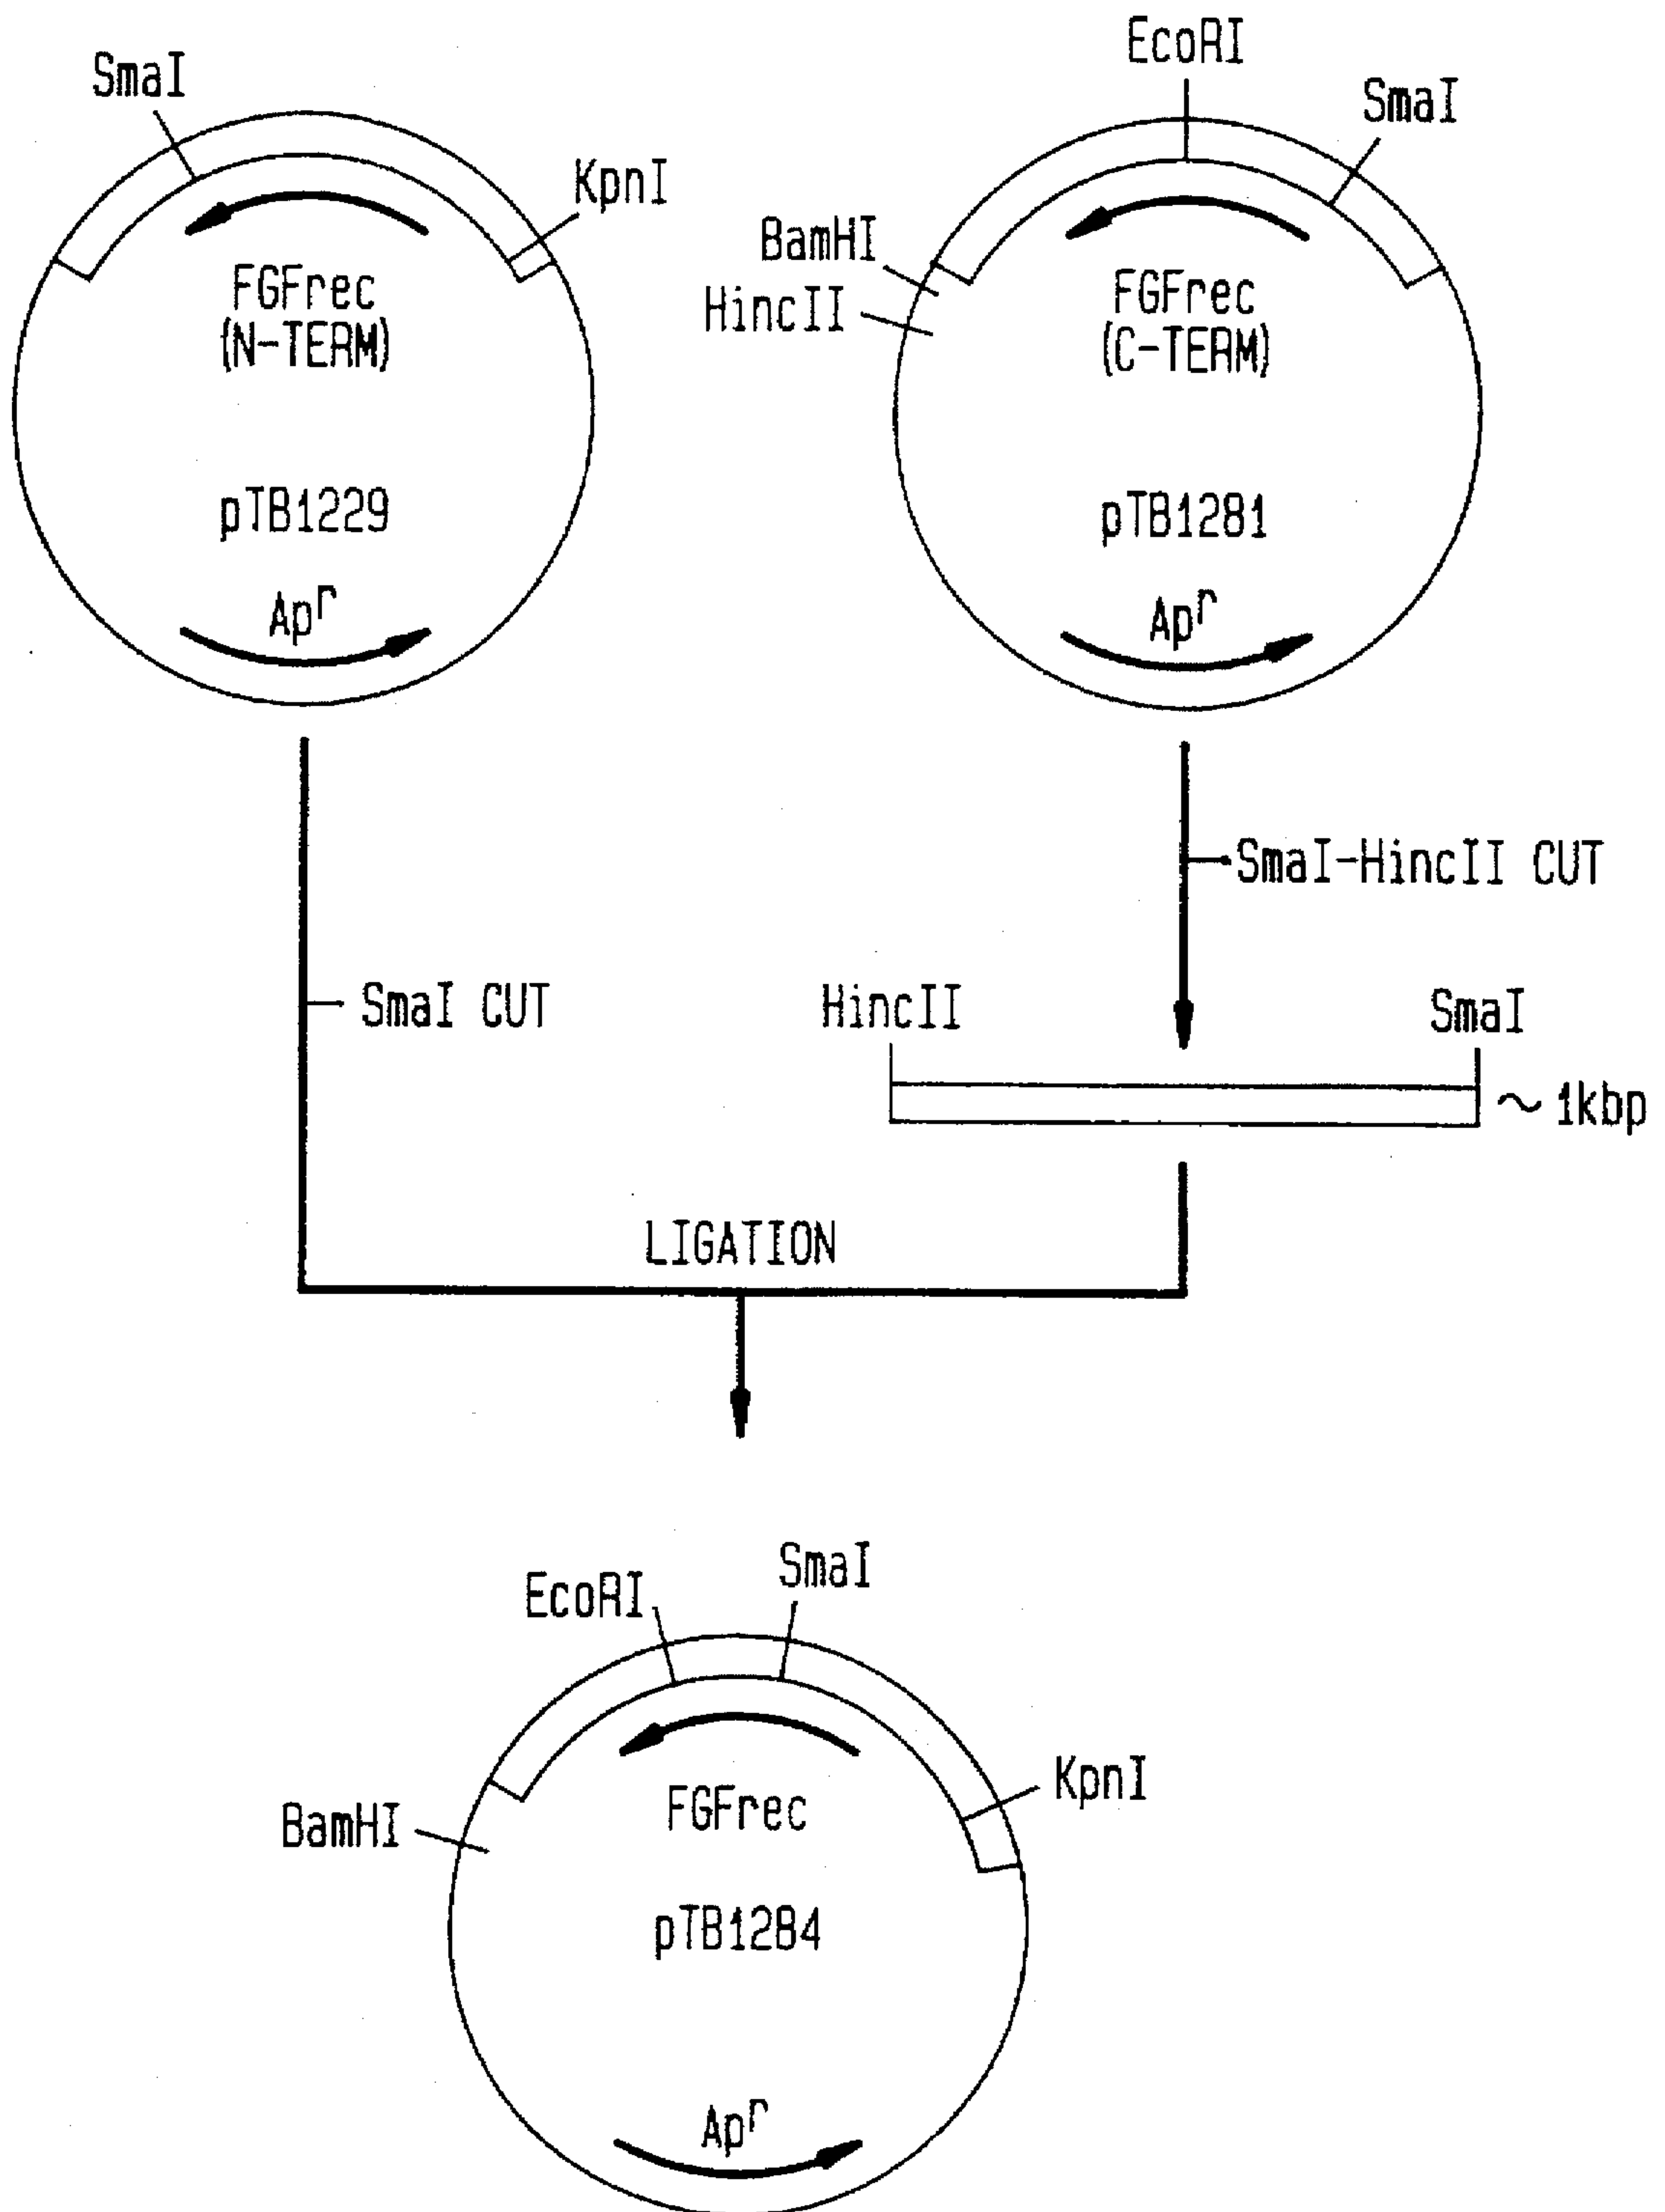 SmaI
KpnI
FGFrec
(N-TERM)
pTB1229
Apr
EcoRI
SmaI
BamHI
HincII
FGFrec
(C-TERM)
pTB1281
Apr
SmaI-HincII CUT
SmaI CUT
HincII
SmaI
~ 1kbp
LIGATION
EcoRI
SmaI
KpnI
BamHI
FGFrec
pTB1284
Apr